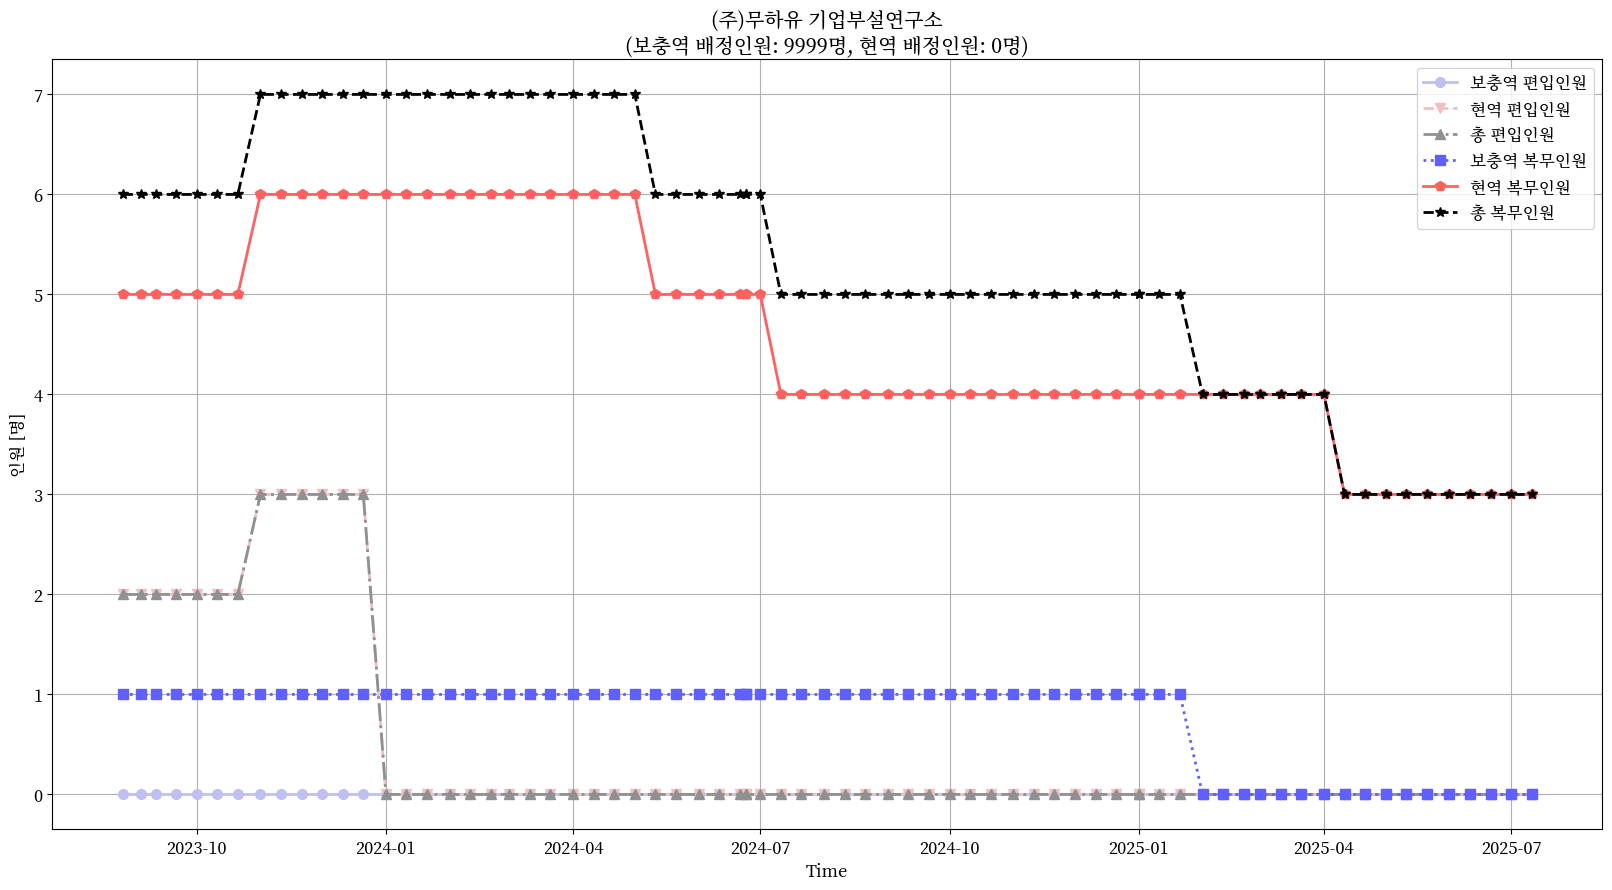 (주)무하유 기업부설연구소
(보충역 배정인원: 9999명, 현역 배정인원: 0명)
보충역 편입인원
현역 편입인원
총 편입인원
보충역 복무인원
현역 복무인원
총 복무인원
인원 [명]
7
6
5
4
3
2
1
0
2023-10
2024-01
2024-04
2024-07
2024-10
2025-01
2025-04
2025-07
Time